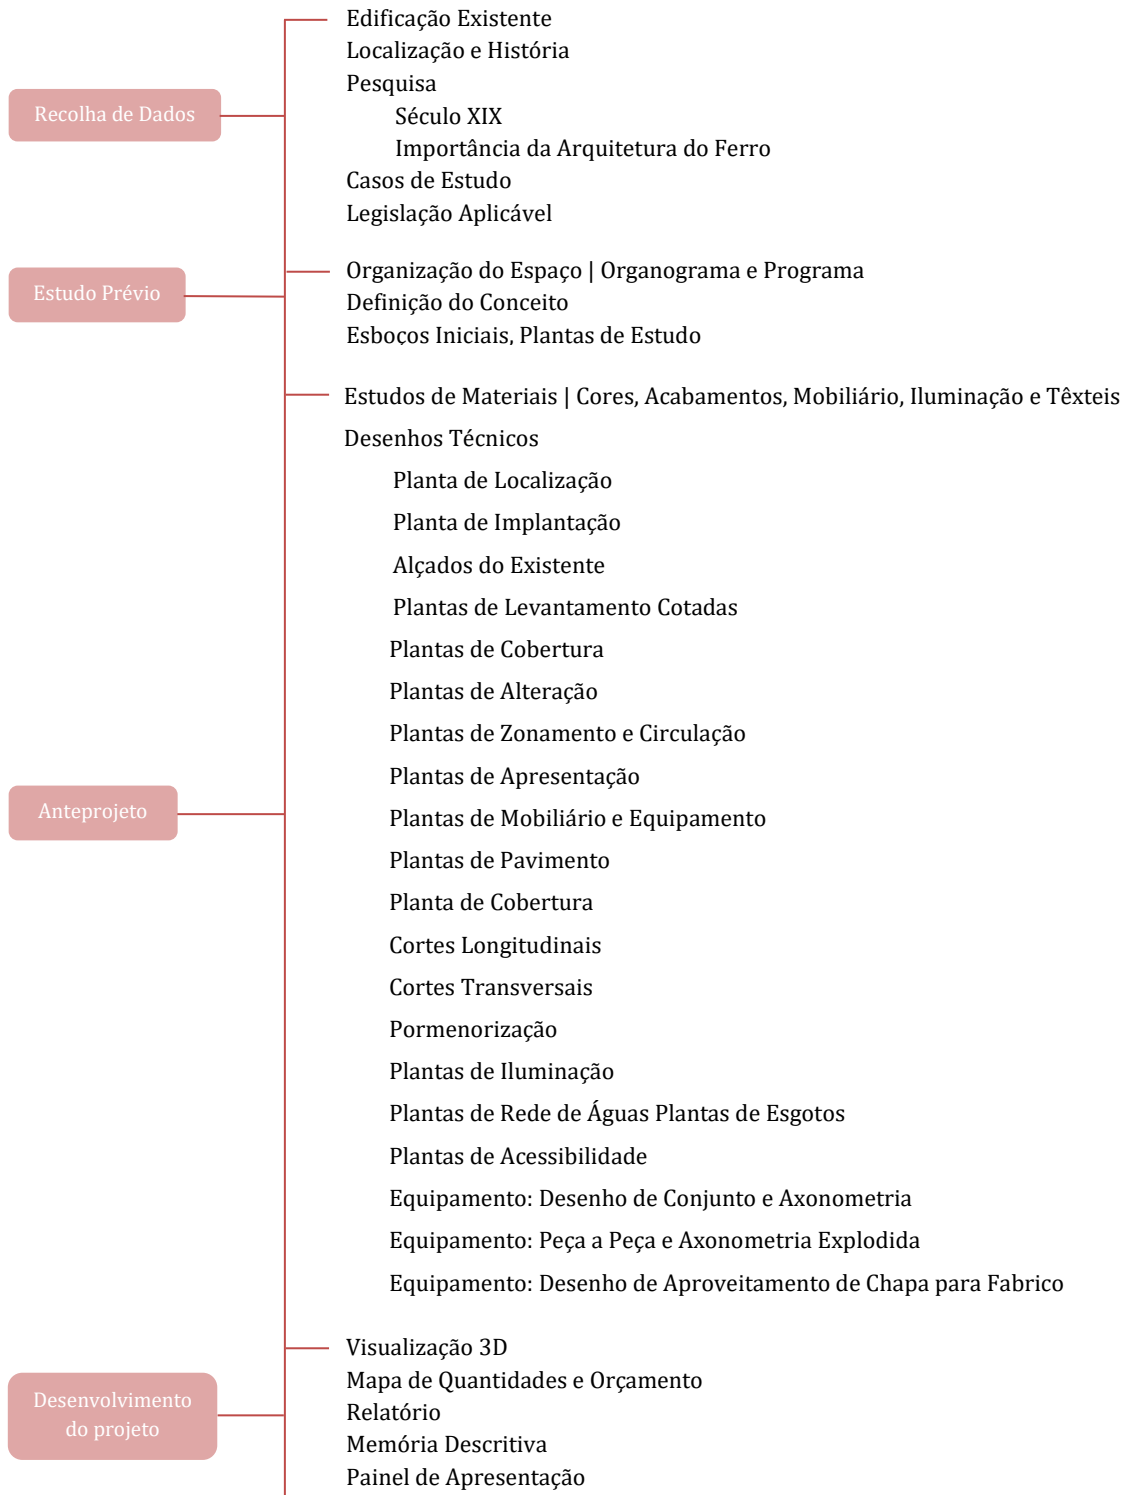 Recolha de Dados
Edificação Existente
Localização e História
Pesquisa
Século XIX
Importância da Arquitetura do Ferro
Casos de Estudo
Legislação Aplicável
Estudo Prévio
Organização do Espaço | Organograma e Programa
Definição do Conceito
Esboços Iniciais, Plantas de Estudo
Anteprojeto
Estudos de Materiais | Cores, Acabamentos, Mobiliário, Iluminação e Têxteis
Desenhos Técnicos
Planta de Localização
Planta de Implantação
Alçados do Existente
Plantas de Levantamento Cotadas
Plantas de Cobertura
Plantas de Alteração
Plantas de Zonamento e Circulação
Plantas de Apresentação
Plantas de Mobiliário e Equipamento
Plantas de Pavimento
Planta de Cobertura
Cortes Longitudinais
Cortes Transversais
Pormenorização
Plantas de Iluminação
Plantas de Rede de Águas Plantas de Esgotos
Plantas de Acessibilidade
Equipamento: Desenho de Conjunto e Axonometria
Equipamento: Peça a Peça e Axonometria Explodida
Equipamento: Desenho de Aproveitamento de Chapa para Fabrico
Desenvolvimento
do projeto
Visualização 3D
Mapa de Quantidades e Orçamento
Relatório
Memória Descritiva
Painel de Apresentação